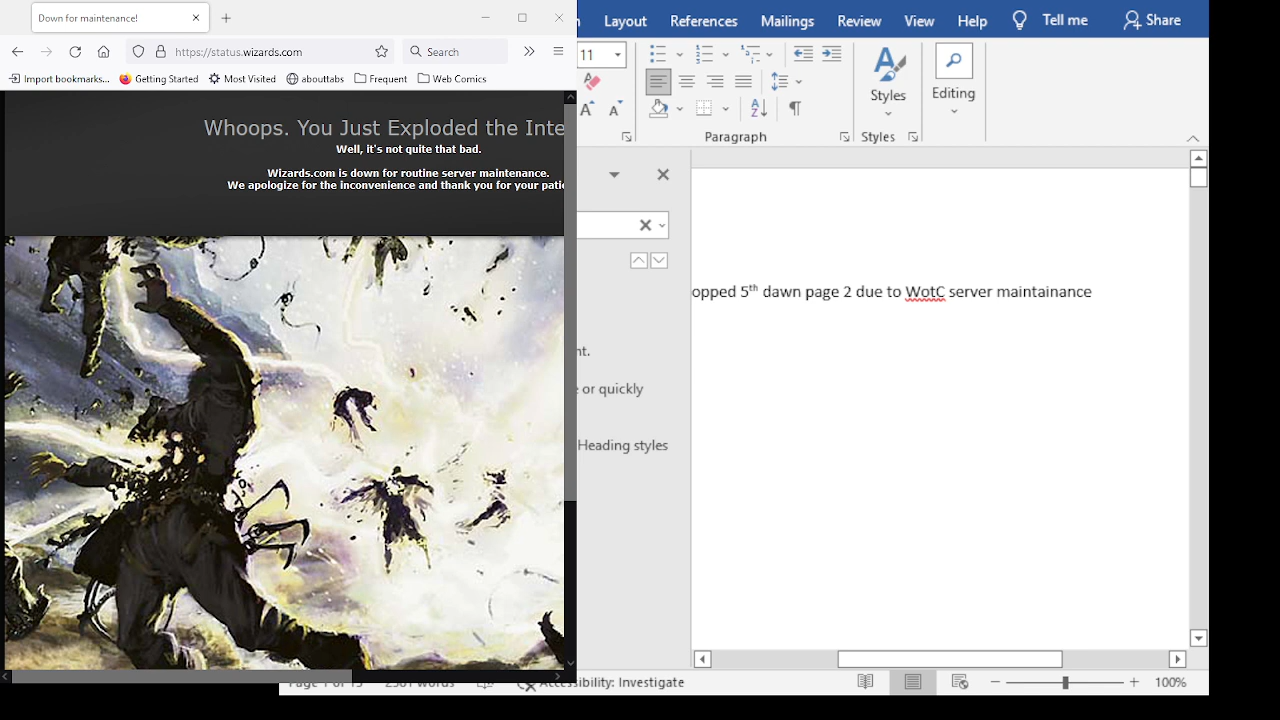 Down for maintenance!
https://status.wizards.com
Search
Import bookmarks...
Getting Started
Most Visited
abouttabs
Frequent
Web Comics
Whoops. You Just Exploded the Inte
Well, it's not quite that bad.
Wizards.com is down for routine server maintenance.
We apologize for the inconvenience and thank you for your patie
Layout References Mailings Review View Help Tell me Share
11
Styles
Editing
Paragraph
Styles
nt.
e or quickly
Heading styles
opped 5th dawn page 2 due to WotC server maintainance
Accessibility: Investigate
100%